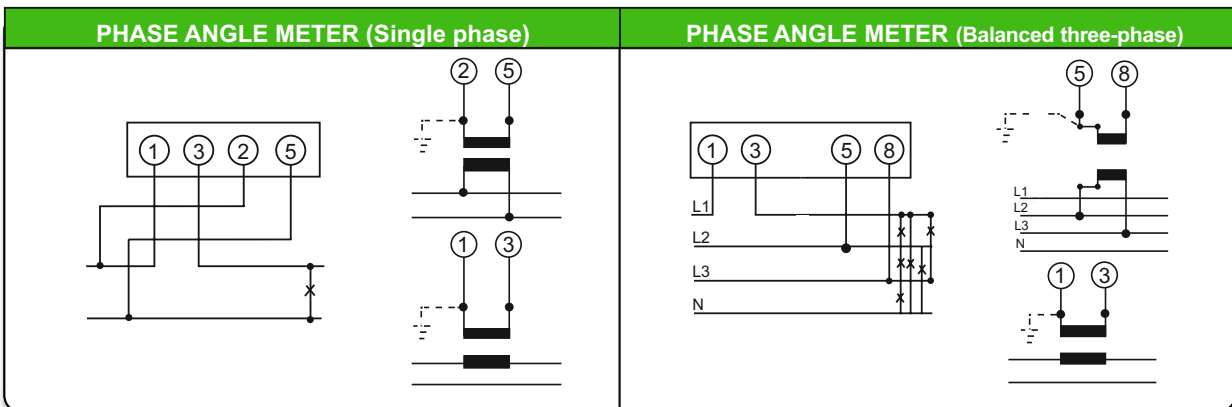 PHASE ANGLE METER (Single phase)
2 5
1 3 2 5
1 3
PHASE ANGLE METER (Balanced three-phase)
5 8
1 3 5 8
L1
L2
L3
N
L1
L2
L3
N
1 3